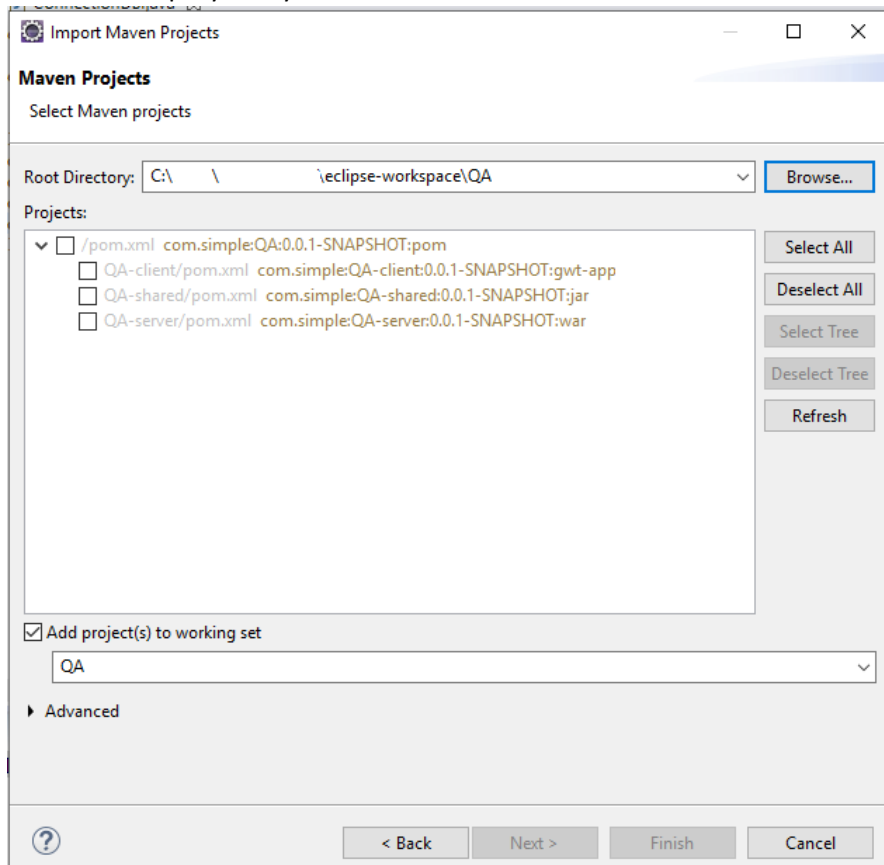 Import Maven Projects
Maven Projects
Select Maven projects
Root Directory: C:\ \ \eclipse-workspace\QA Browse...
Projects:
/pom.xml com.simple:QA:0.0.1-SNAPSHOT:pom Select All
QA-client/pom.xml com.simple:QA-client:0.0.1-SNAPSHOT:gwt-app
QA-shared/pom.xml com.simple:QA-shared:0.0.1-SNAPSHOT:jar Deselect All
QA-server/pom.xml com.simple:QA-server:0.0.1-SNAPSHOT:war Select Tree
Deselect Tree
Refresh
Add project(s) to working set
QA
Advanced
? < Back Next > Finish Cancel